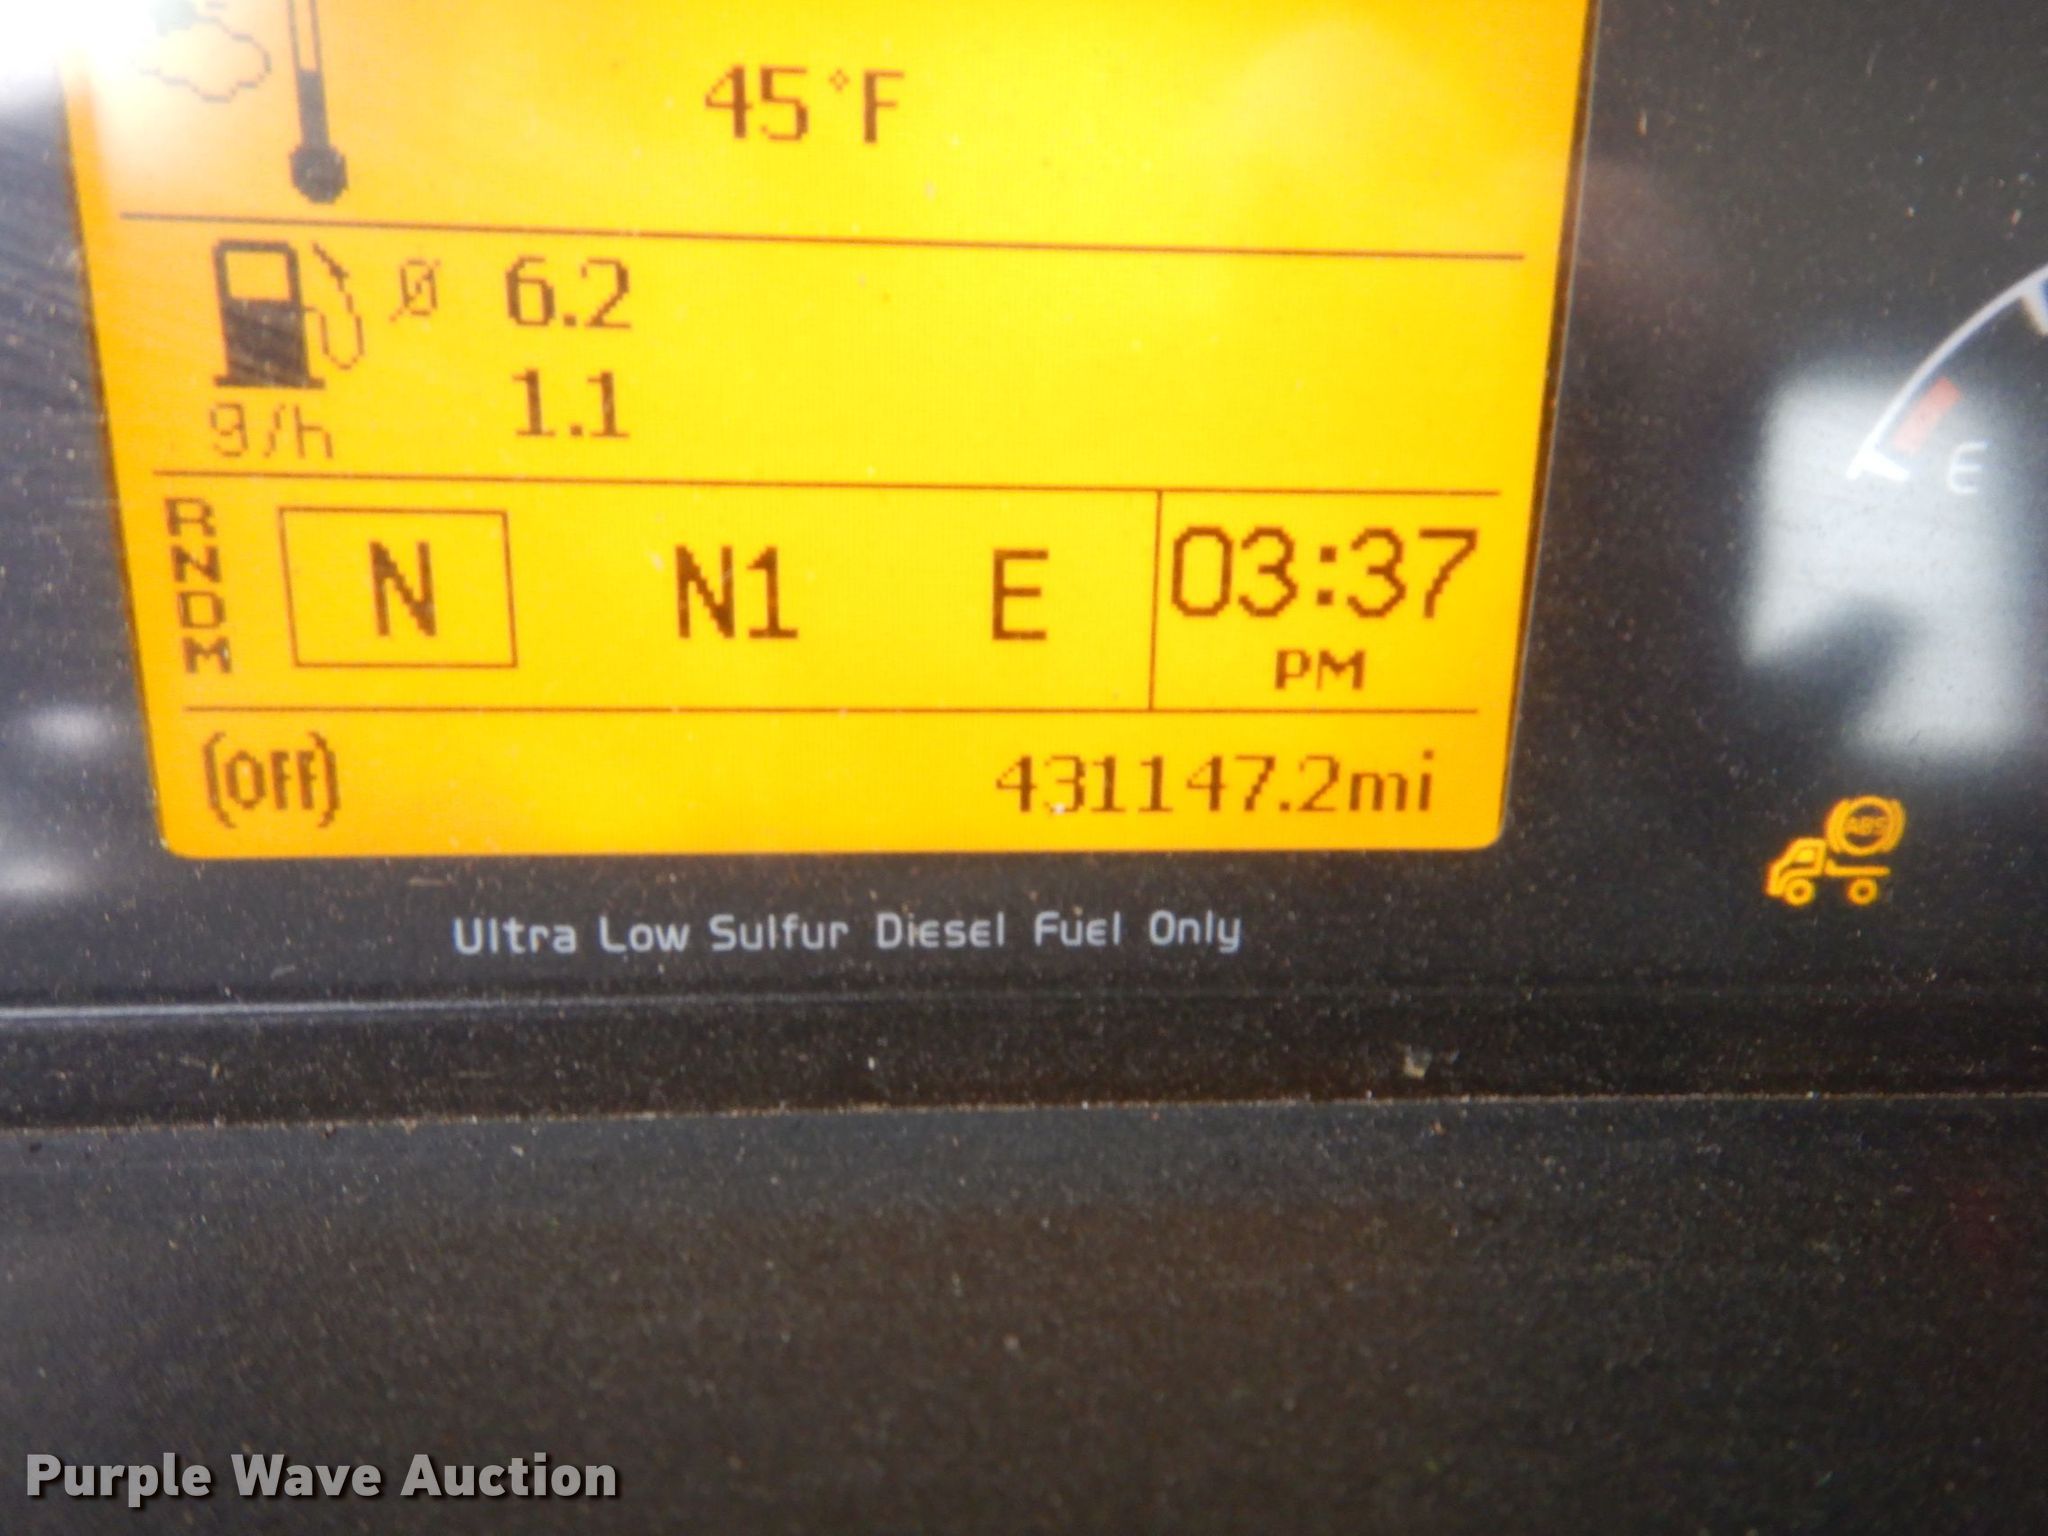 45°F
Ø 6.2
1.1
g/h
R
N
D
M
N N1 E 03:37
PM
(OFF) 431147.2mi
E
ABS
Ultra Low Sulfur Diesel Fuel Only
Purple Wave Auction